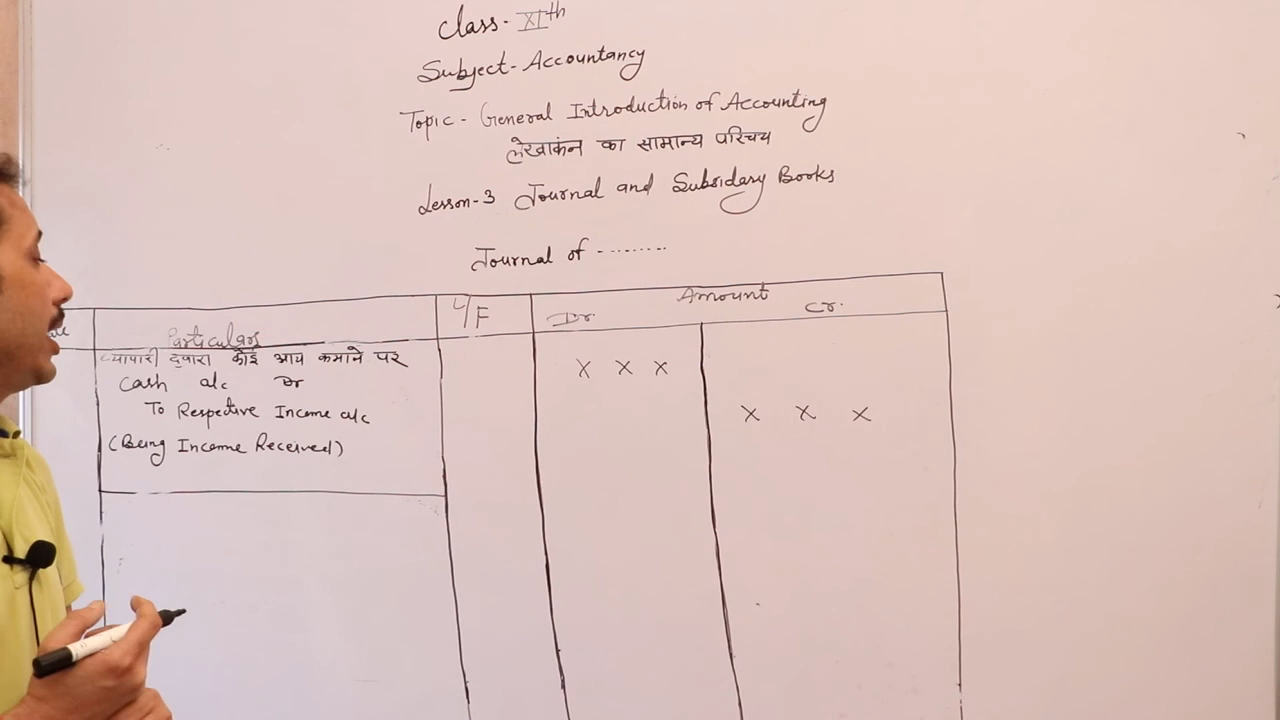 Class - XIth
Subject - Accountancy
Topic - General Introduction of Accounting
लेखाकंन का सामान्य परिचय
Lesson-3 Journal and Subsidary Books
Journal of ---------
Particulars L/F Amount
Dr. Cr.
व्यापारी द्वारा कोई आय कमाने पर
Cash a/c Dr X X X
To Respective Income a/c X X X
(Being Income Received)